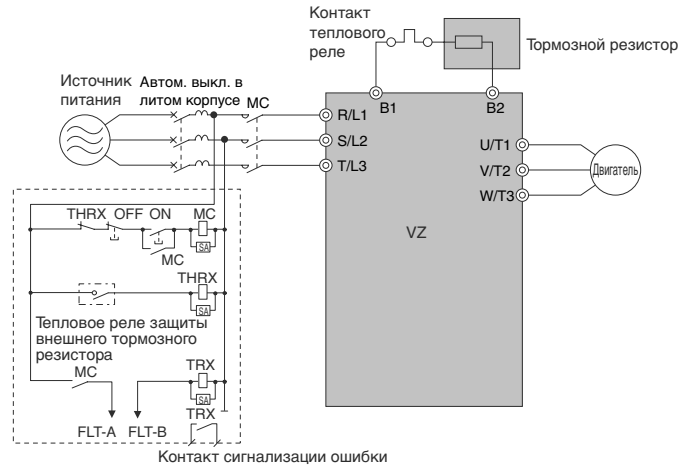 Контакт
теплового
реле
Тормозной резистор
Источник
питания
Автом. выкл. в
литом корпусе
MC
B1
B2
R/L1
S/L2
T/L3
U/T1
V/T2
W/T3
Двигатель
VZ
THRX
OFF
ON
MC
SA
MC
THRX
SA
Тепловое реле защиты
внешнего тормозного
резистора
MC
TRX
SA
TRX
FLT-A
FLT-B
Контакт сигнализации ошибки